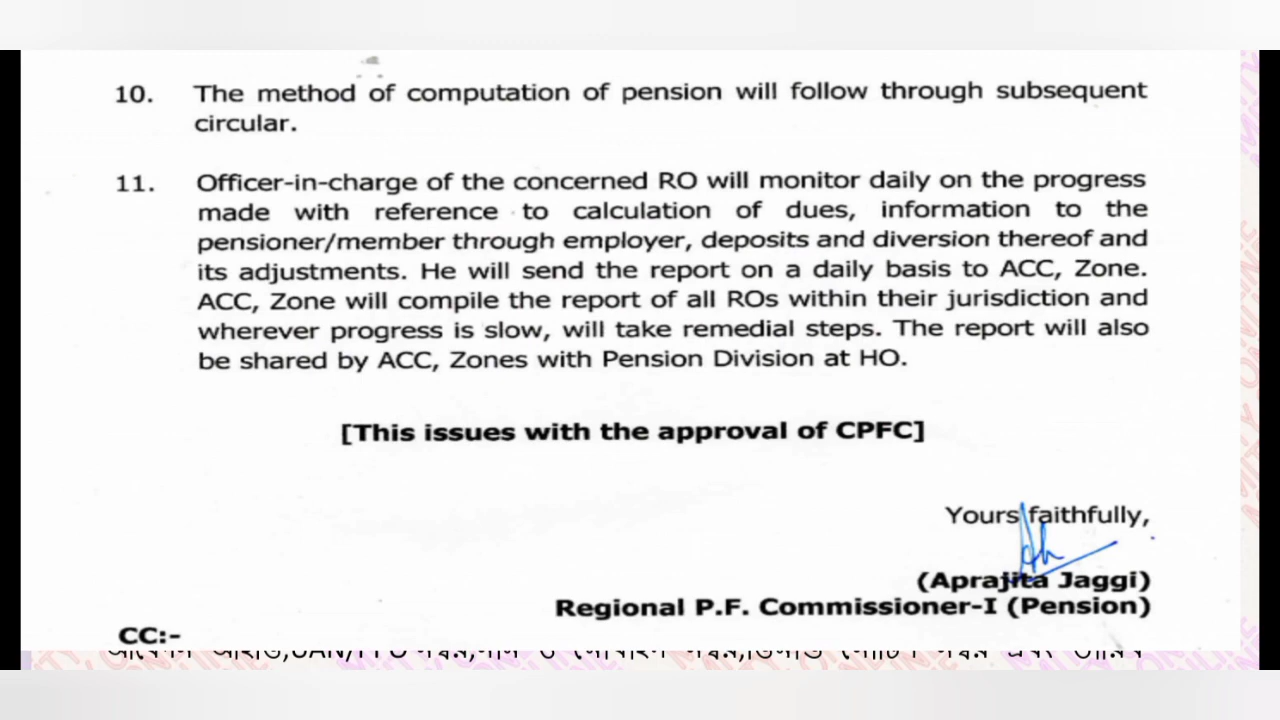 10. The method of computation of pension will follow through subsequent
circular.
11. Officer-in-charge of the concerned RO will monitor daily on the progress
made with reference to calculation of dues, information to the
pensioner/member through employer, deposits and diversion thereof and
its adjustments. He will send the report on a daily basis to ACC, Zone.
ACC, Zone will compile the report of all ROs within their jurisdiction and
wherever progress is slow, will take remedial steps. The report will also
be shared by ACC, Zones with Pension Division at HO.
[This issues with the approval of CPFC]
Yours faithfully,
(Aprajita Jaggi)
Regional P.F. Commissioner-I (Pension)
CC:-